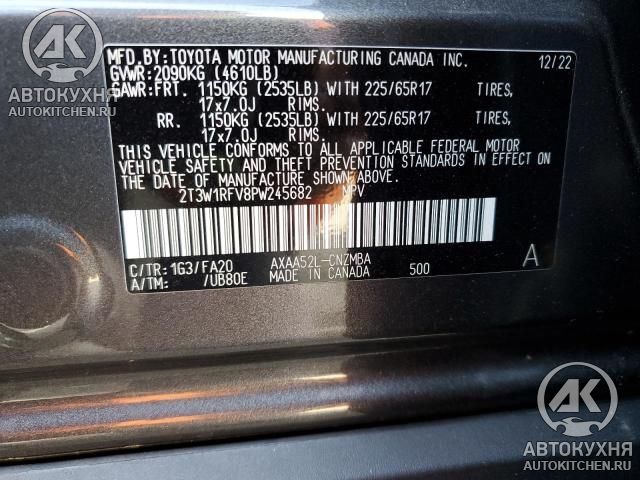 MFD.BY:TOYOTA MOTOR MANUFACTURING CANADA INC. 12/22
GVWR:2090KG (4610LB)
GAWR:FRT. 1150KG (2535LB) WITH 225/65R17 TIRES,
17x7.0J RIMS.
RR. 1150KG (2535LB) WITH 225/65R17 TIRES,
17x7.0J RIMS.
THIS VEHICLE CONFORMS TO ALL APPLICABLE FEDERAL MOTOR
VEHICLE SAFETY AND THEFT PREVENTION STANDARDS IN EFFECT ON
THE DATE OF MANUFACTURE SHOWN ABOVE.
2T3W1RFV8PW245682 MPV
C/TR:1G3/FA20 AXAA52L-CNZMBA A
A/TM: /UB80E MADE IN CANADA 500
АК
АВТОКУХНЯ
AUTOKITCHEN.RU
АК
АВТОКУХНЯ
AUTOKITCHEN.RU